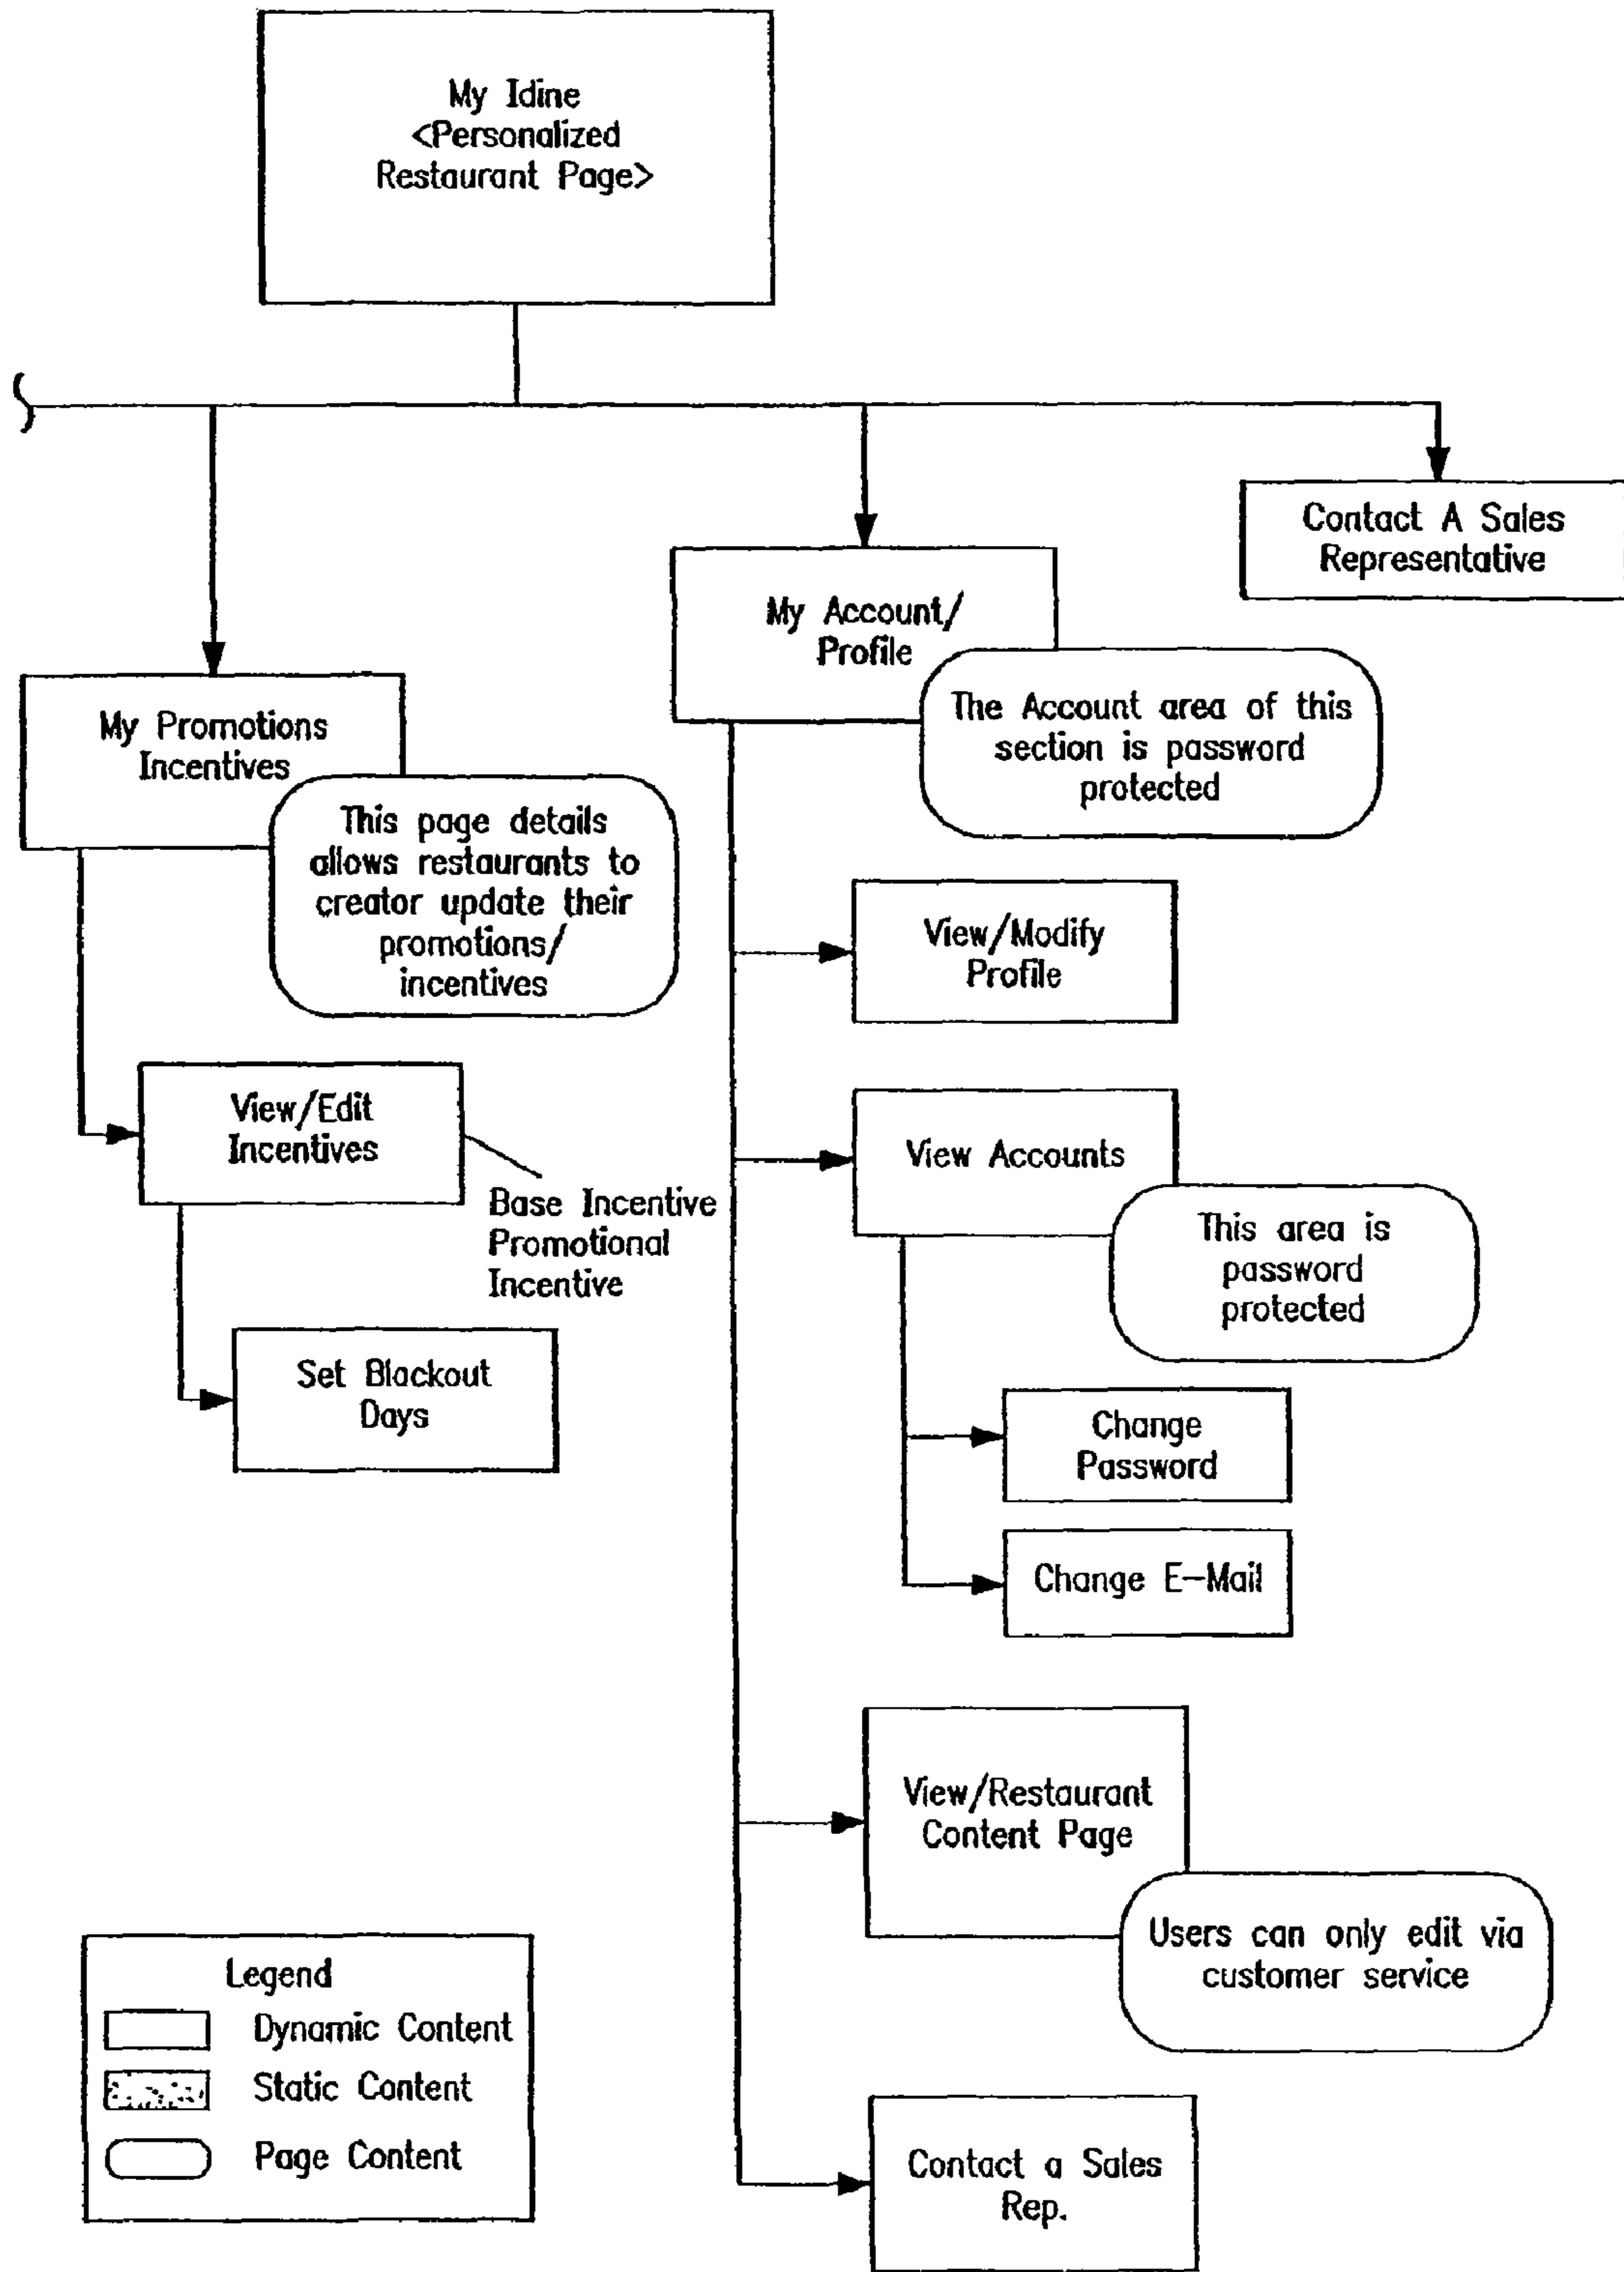 My Idine
<Personalized
Restaurant Page>
Contact A Sales
Representative
My Account/
Profile
The Account area of this
section is password
protected
My Promotions
Incentives
This page details
allows restaurants to
creator update their
promotions/
incentives
View/Modify
Profile
View/Edit
Incentives
Base Incentive
Promotional
Incentive
View Accounts
This area is
password
protected
Set Blackout
Days
Change
Password
Change E-Mail
View/Restaurant
Content Page
Users can only edit via
customer service
Contact a Sales
Rep.
Legend
Dynamic Content
Static Content
Page Content